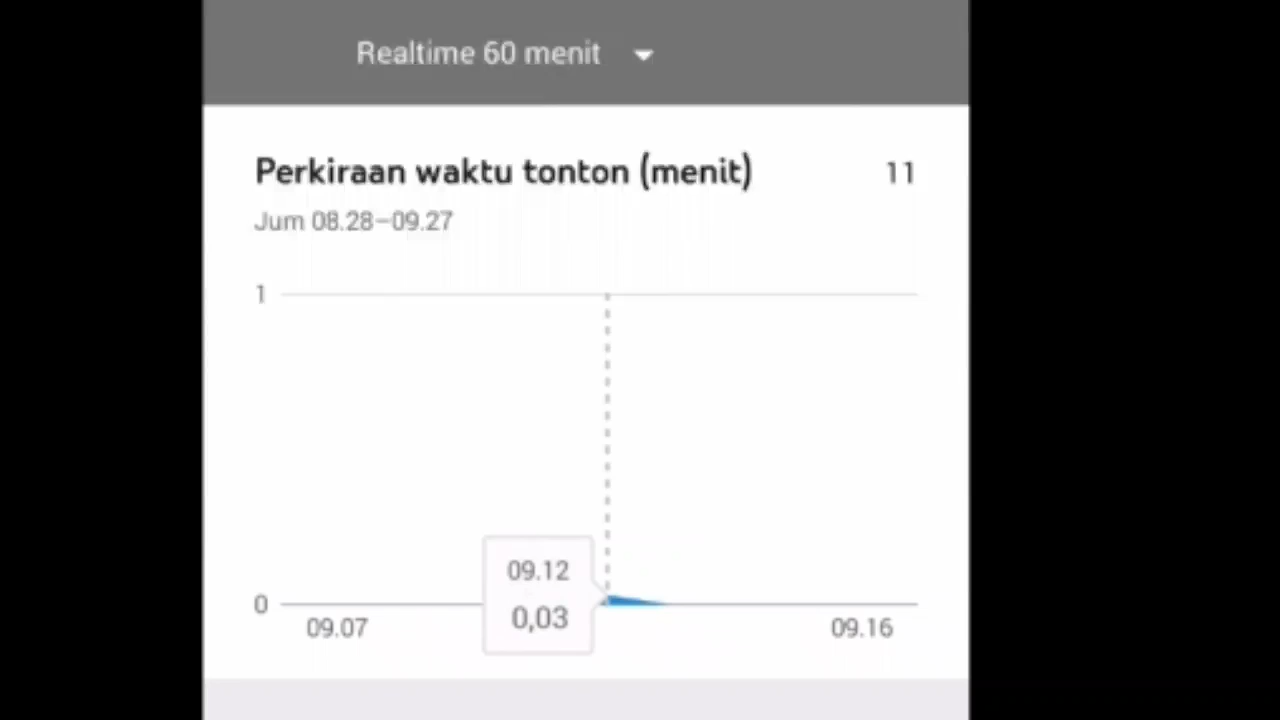 Realtime 60 menit
Perkiraan waktu tonton (menit) 11
Jum 08.28–09.27
1
09.12
0,03
0
09.07 09.16